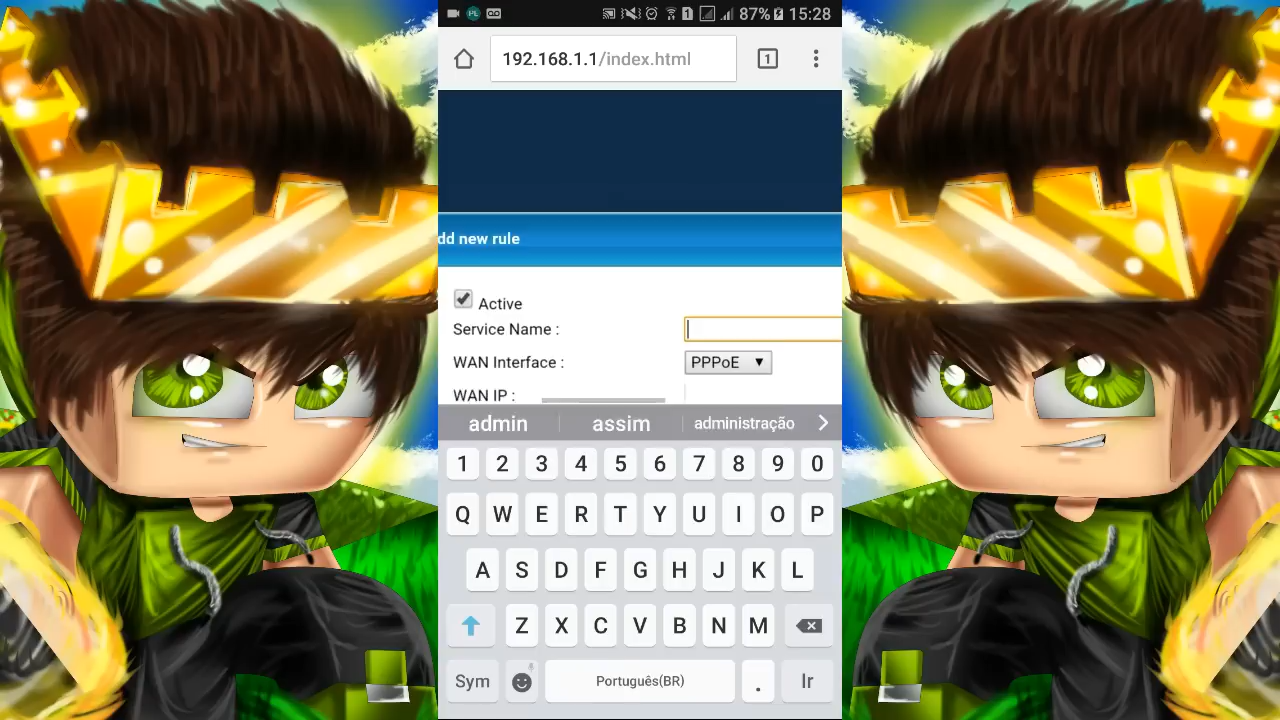 PL
1
87% 15:28
192.168.1.1/index.html
1
dd new rule
Active
Service Name :
WAN Interface :
PPPoE
WAN IP :
admin assim administração
1 2 3 4 5 6 7 8 9 0
Q W E R T Y U I O P
A S D F G H J K L
Z X C V B N M
Sym Português(BR) . Ir